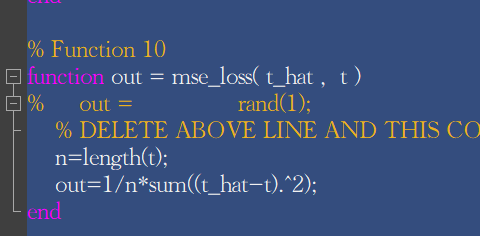 end
% Function 10
function out = mse_loss( t_hat , t )
% out = rand(1);
% DELETE ABOVE LINE AND THIS CO
n=length(t);
out=1/n*sum((t_hat-t).^2);
end